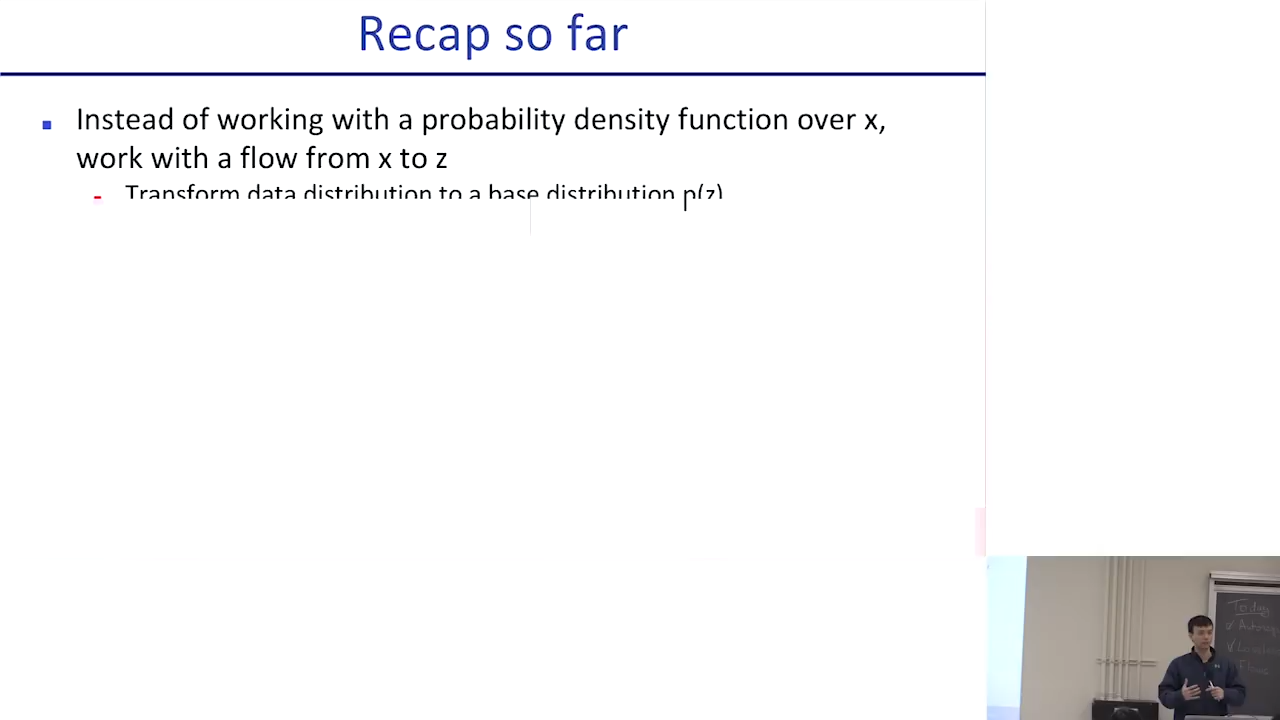 Recap so far
▪ Instead of working with a probability density function over x,
work with a flow from x to z
- Transform data distribution to a base distribution p(z)
Today